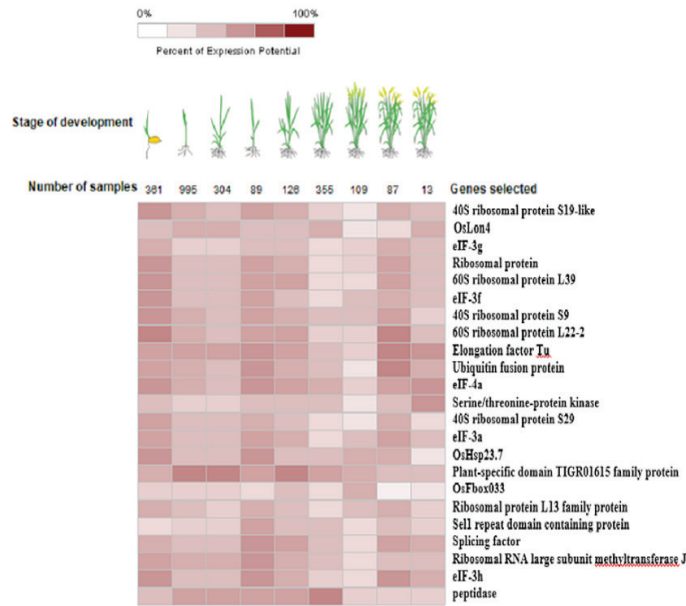 0% 100%
Percent of Expression Potential
Stage of development
Number of samples 381 995 304 89 128 355 109 87 13 Genes selected
40S ribosomal protein S19-like
OsLon4
eIF-3g
Ribosomal protein
60S ribosomal protein L39
eIF-3f
40S ribosomal protein S9
60S ribosomal protein L22-2
Elongation factor Tu
Ubiquitin fusion protein
eIF-4a
Serine/threonine-protein kinase
40S ribosomal protein S29
eIF-3a
OsHsp23.7
Plant-specific domain TIGR01615 family protein
OsFbox033
Ribosomal protein L13 family protein
Sel1 repeat domain containing protein
Splicing factor
Ribosomal RNA large subunit methyltransferase J
eIF-3h
peptidase